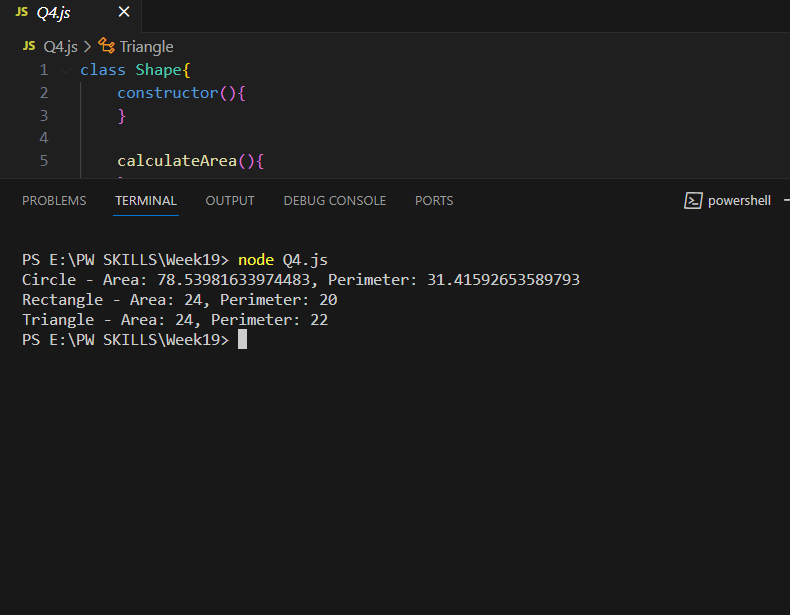 JS Q4.js
JS Q4.js > Triangle
1 class Shape{
2 constructor(){
3 }
4
5 calculateArea(){
PROBLEMS TERMINAL OUTPUT DEBUG CONSOLE PORTS powershell
PS E:\PW SKILLS\Week19> node Q4.js
Circle - Area: 78.53981633974483, Perimeter: 31.41592653589793
Rectangle - Area: 24, Perimeter: 20
Triangle - Area: 24, Perimeter: 22
PS E:\PW SKILLS\Week19>